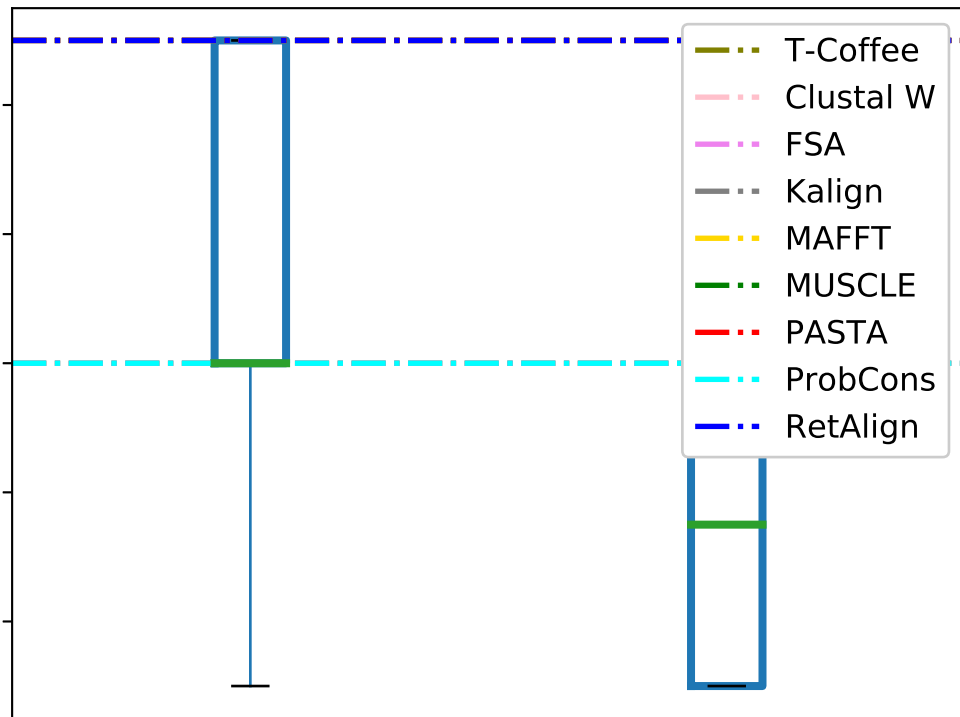 T-Coffee
Clustal W
FSA
Kalign
MAFFT
MUSCLE
PASTA
ProbCons
RetAlign